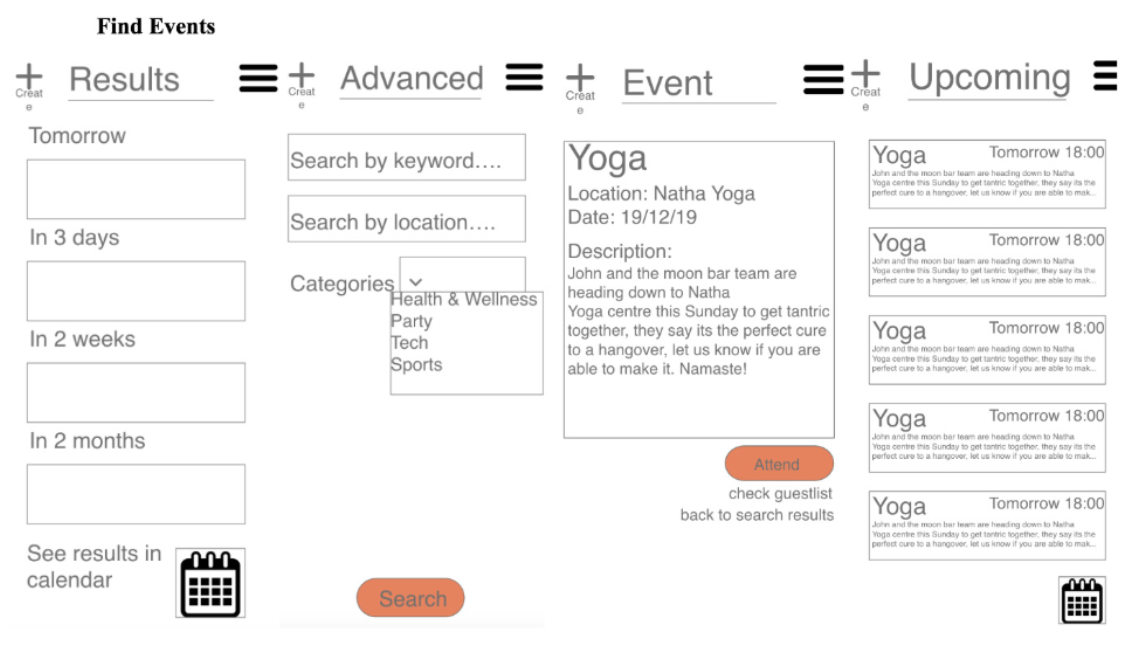 Find Events
Results
Creat
e
Tomorrow
In 3 days
In 2 weeks
In 2 months
See results in
calendar
Advanced
Creat
e
Search by keyword....
Search by location....
Categories
Health & Wellness
Party
Tech
Sports
Search
Event
Creat
e
Yoga
Location: Natha Yoga
Date: 19/12/19
Description:
John and the moon bar team are
heading down to Natha
Yoga centre this Sunday to get tantric
together, they say its the perfect cure
to a hangover, let us know if you are
able to make it. Namaste!
Attend
check guestlist
back to search results
Upcoming
Creat
e
Yoga
Tomorrow 18:00
John and the moon bar team are heading down to Natha
Yoga centre this Sunday to get tantric together, they say its the
perfect cure to a hangover, let us know if you are able to mak...
Yoga
Tomorrow 18:00
John and the moon bar team are heading down to Natha
Yoga centre this Sunday to get tantric together, they say its the
perfect cure to a hangover, let us know if you are able to mak...
Yoga
Tomorrow 18:00
John and the moon bar team are heading down to Natha
Yoga centre this Sunday to get tantric together, they say its the
perfect cure to a hangover, let us know if you are able to mak...
Yoga
Tomorrow 18:00
John and the moon bar team are heading down to Natha
Yoga centre this Sunday to get tantric together, they say its the
perfect cure to a hangover, let us know if you are able to mak...
Yoga
Tomorrow 18:00
John and the moon bar team are heading down to Natha
Yoga centre this Sunday to get tantric together, they say its the
perfect cure to a hangover, let us know if you are able to mak...